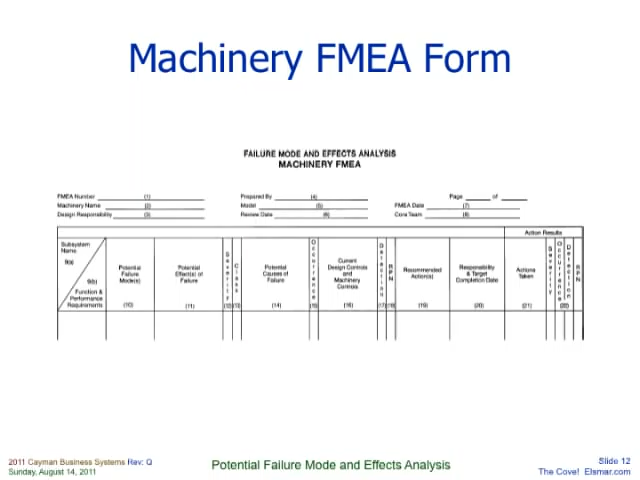 Machinery FMEA Form
FAILURE MODE AND EFFECTS ANALYSIS
MACHINERY FMEA
FMEA Number (1) Prepared By (4) Page of
Machinery Name (2) Model (5) FMEA Date (7)
Design Responsibility (3) Review Date (6) Core Team (8)
Action Results
Subsystem
Name
9(a)
9(b)
Function &
Performance
Requirements
Potential
Failure
Mode(s)
(10)
Potential
Effect(s) of
Failure
(11)
Severity
(12)
Class
(13)
Potential
Causes of
Failure
(14)
Occurrence
(15)
Current
Design Controls
and
Machinery
Controls
(16)
Detection
(17)
RPN
(18)
Recommended
Action(s)
(19)
Responsibility
& Target
Completion Date
(20)
Actions
Taken
(21)
Severity
Occurrence
Detection
(22)
RPN
2011 Cayman Business Systems Rev: Q
Sunday, August 14, 2011
Potential Failure Mode and Effects Analysis
Slide 12
The Cove! Elsmar.com